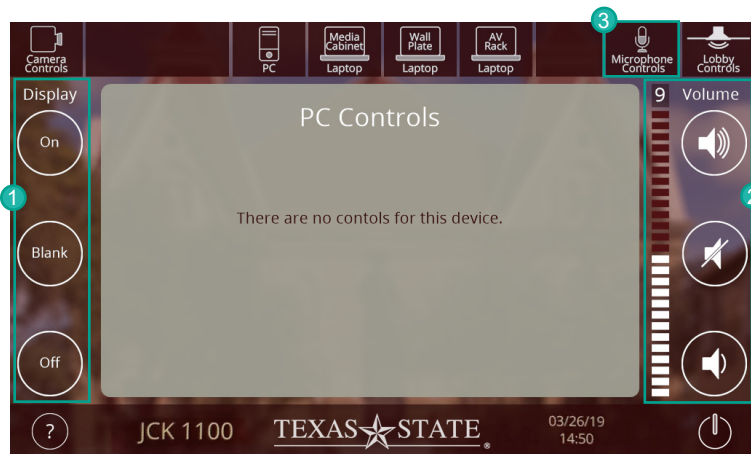 3
Camera
Controls
PC
Media
Cabinet
Laptop
Wall
Plate
Laptop
AV
Rack
Laptop
Microphone
Controls
Lobby
Controls
Display
On
1
Blank
Off
PC Controls
There are no contols for this device.
9
Volume
2
?
JCK 1100
TEXAS STATE
®
03/26/19
14:50